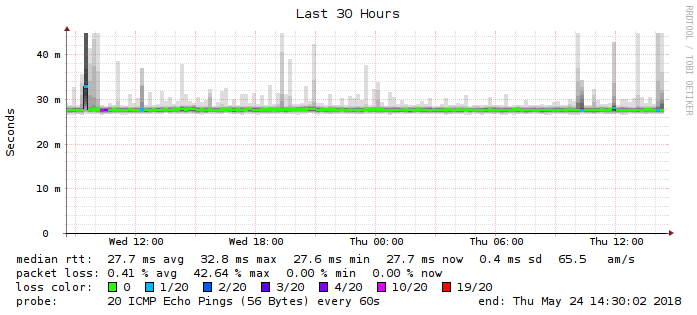 Last 30 Hours
RRDTOOL / TOBI OETIKER
Seconds
40 m
30 m
20 m
10 m
0
Wed 12:00 Wed 18:00 Thu 00:00 Thu 06:00 Thu 12:00
median rtt: 27.7 ms avg 32.8 ms max 27.6 ms min 27.7 ms now 0.4 ms sd 65.5 am/s
packet loss: 0.41 % avg 42.64 % max 0.00 % min 0.00 % now
loss color: 0 1/20 2/20 3/20 4/20 10/20 19/20
probe: 20 ICMP Echo Pings (56 Bytes) every 60s end: Thu May 24 14:30:02 2018